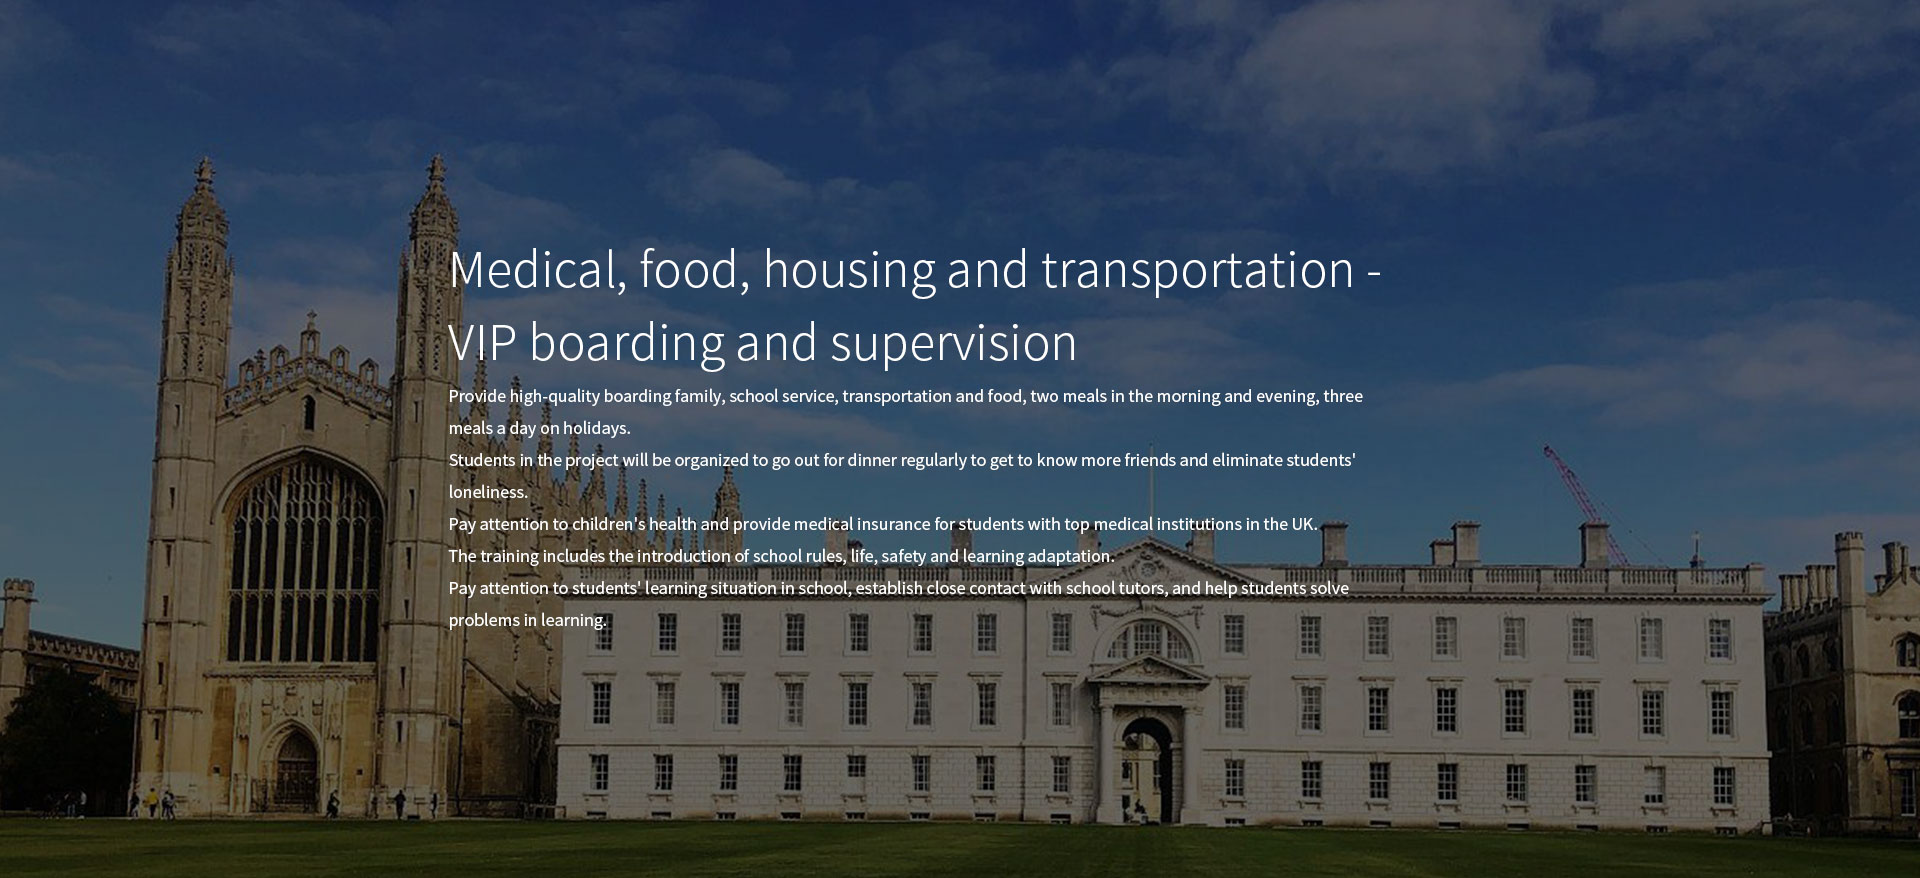 Medical, food, housing and transportation -
VIP boarding and supervision
Provide high-quality boarding family, school service, transportation and food, two meals in the morning and evening, three
meals a day on holidays.
Students in the project will be organized to go out for dinner regularly to get to know more friends and eliminate students'
loneliness.
Pay attention to children's health and provide medical insurance for students with top medical institutions in the UK.
The training includes the introduction of school rules, life, safety and learning adaptation.
Pay attention to students' learning situation in school, establish close contact with school tutors, and help students solve
problems in learning.